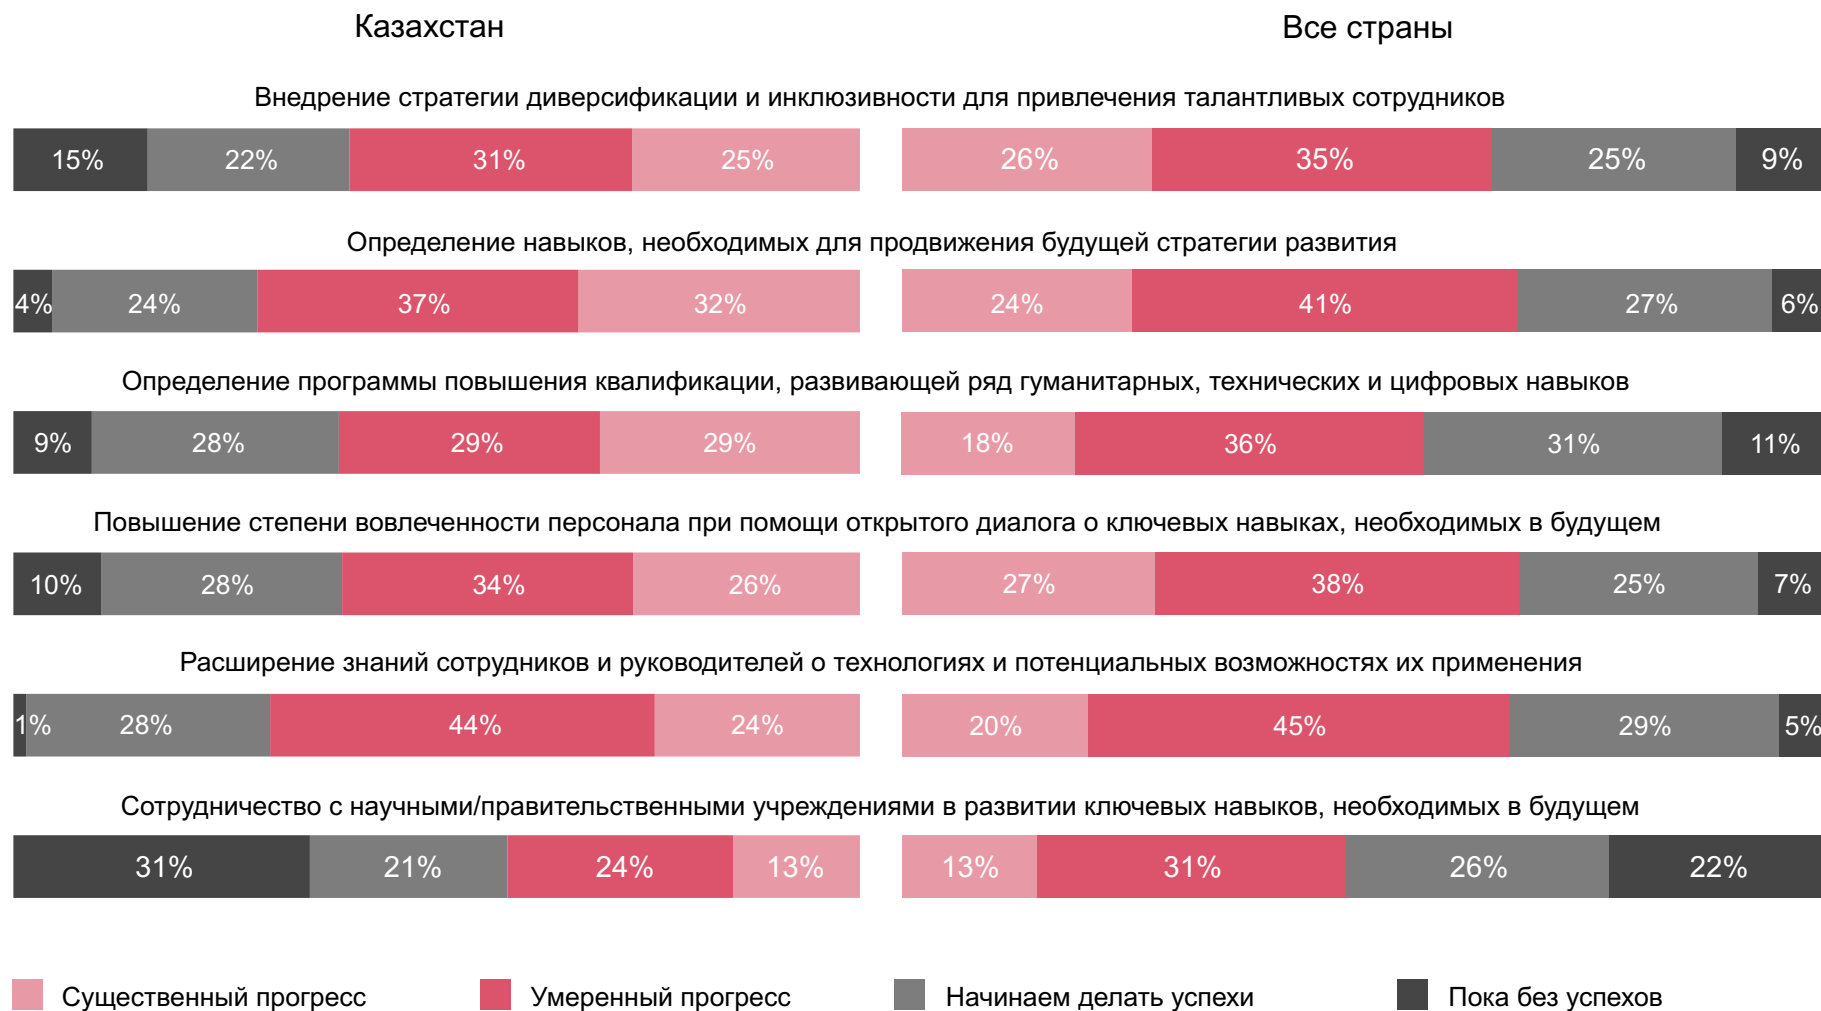 Казахстан Все страны
Внедрение стратегии диверсификации и инклюзивности для привлечения талантливых сотрудников
15% 22% 31% 25% 26% 35% 25% 9%
Определение навыков, необходимых для продвижения будущей стратегии развития
4% 24% 37% 32% 24% 41% 27% 6%
Определение программы повышения квалификации, развивающей ряд гуманитарных, технических и цифровых навыков
9% 28% 29% 29% 18% 36% 31% 11%
Повышение степени вовлеченности персонала при помощи открытого диалога о ключевых навыках, необходимых в будущем
10% 28% 34% 26% 27% 38% 25% 7%
Расширение знаний сотрудников и руководителей о технологиях и потенциальных возможностях их применения
1% 28% 44% 24% 20% 45% 29% 5%
Сотрудничество с научными/правительственными учреждениями в развитии ключевых навыков, необходимых в будущем
31% 21% 24% 13% 13% 31% 26% 22%
Существенный прогресс Умеренный прогресс Начинаем делать успехи Пока без успехов